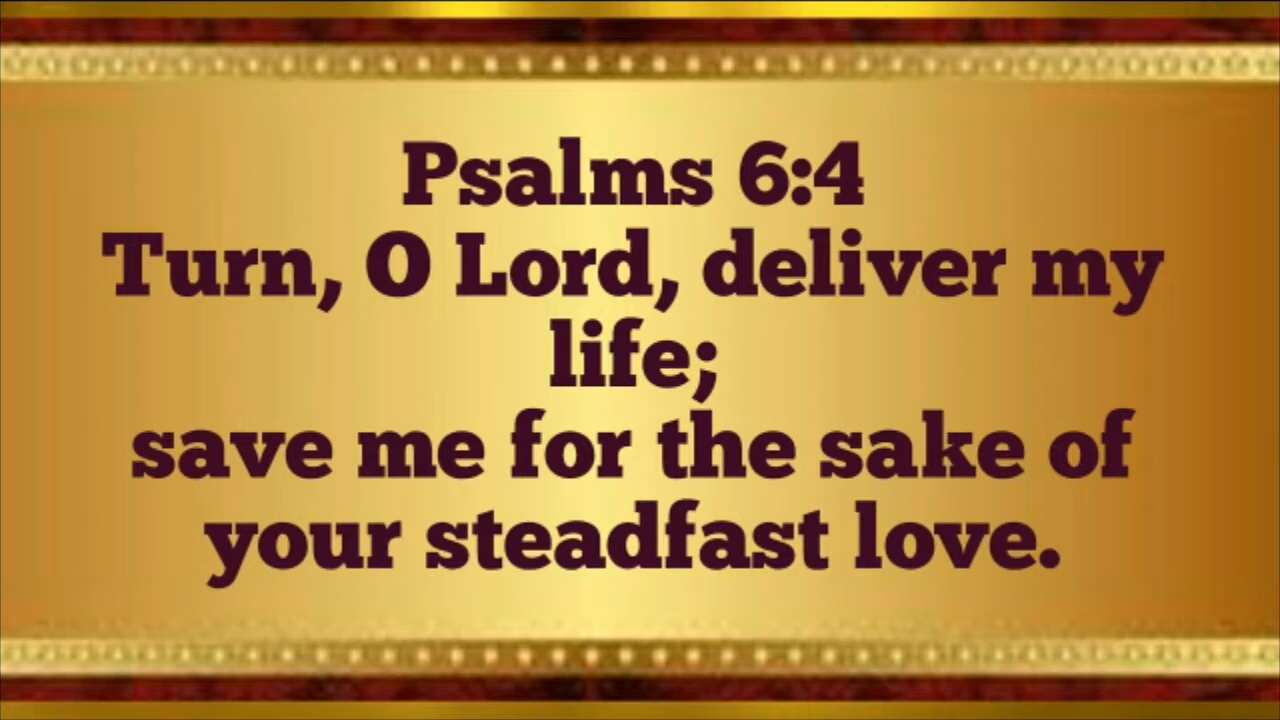 Psalms 6:4
Turn, O Lord, deliver my
life;
save me for the sake of
your steadfast love.